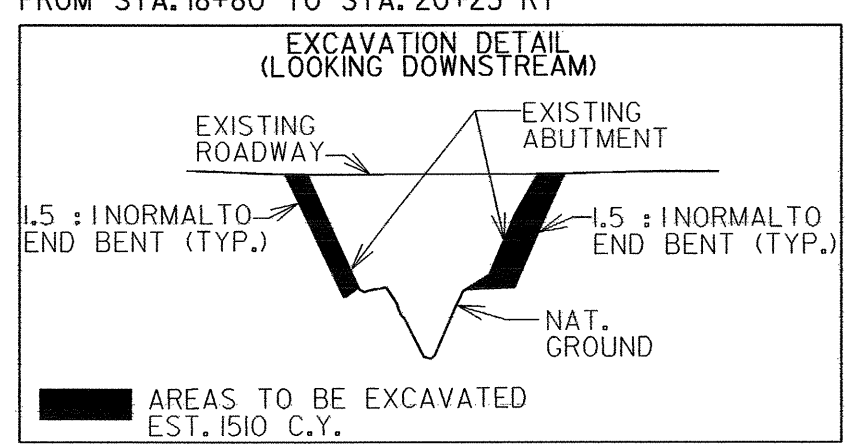 FROM STA. 18+80 TO STA. 20+25 RT
EXCAVATION DETAIL
(LOOKING DOWNSTREAM)
EXISTING
ROADWAY
EXISTING
ABUTMENT
1.5 : 1 NORMAL TO
END BENT (TYP.)
1.5 : 1 NORMAL TO
END BENT (TYP.)
NAT.
GROUND
AREAS TO BE EXCAVATED
EST. 1510 C.Y.